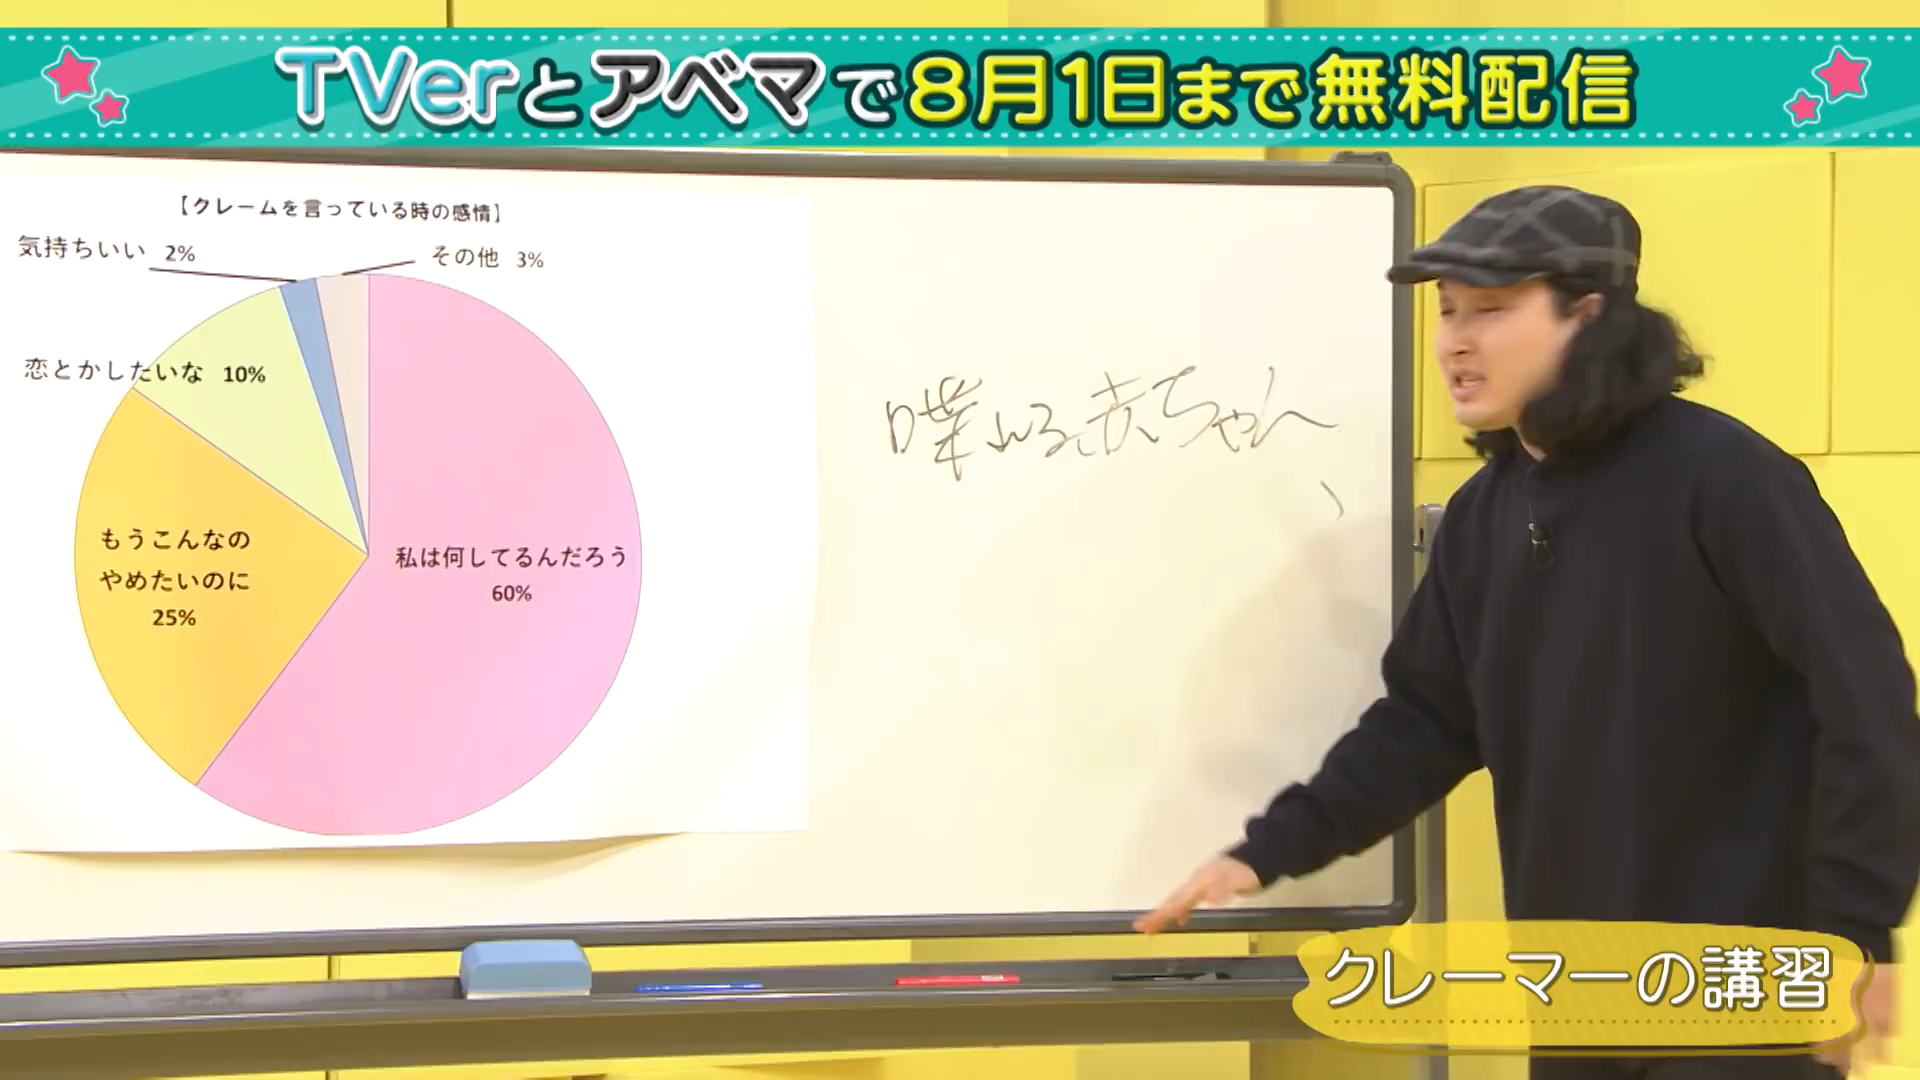 TVerとアベマで8月1日まで無料配信
【クレームを言っている時の感情】
気持ちいい 2%
その他 3%
恋とかしたいな 10%
もうこんなの
やめたいのに
25%
私は何してるんだろう
60%
喋れる赤ちゃん
クレーマーの講習